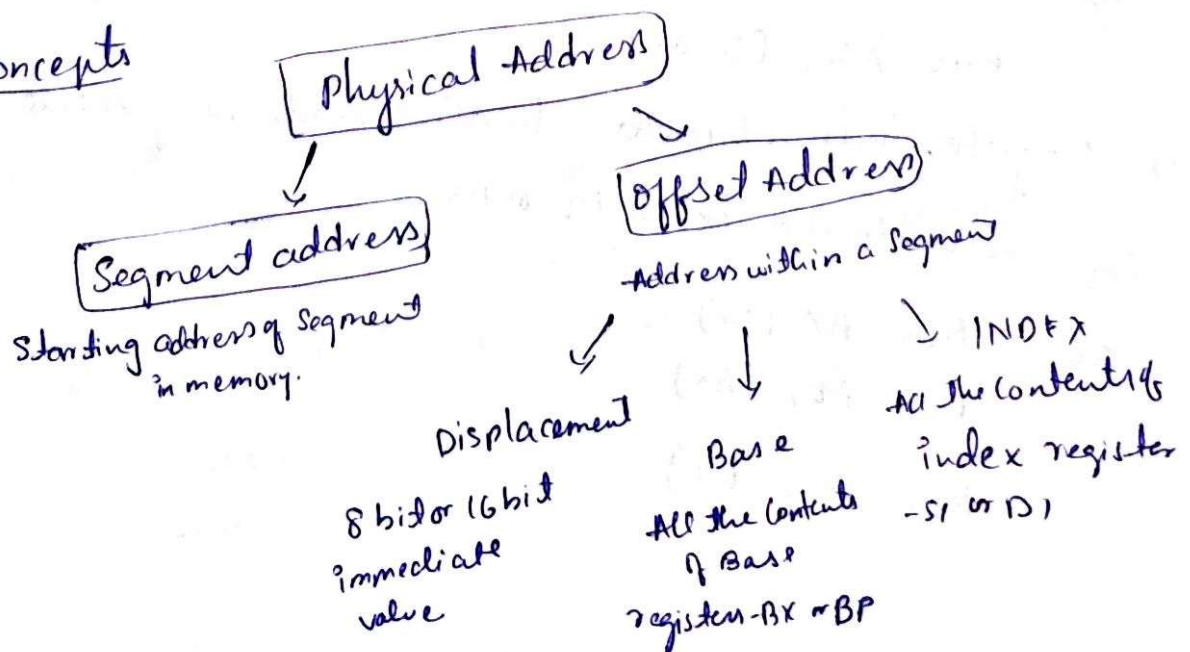 oncepts
Physical Address
Segment address
Starting address of Segment
in memory.
Offset Address
Address within a Segment
Displacement
8 bit or 16 bit
immediate
value
Base
All the Contents
of Base
registers-BX or BP
INDEX
All the Contents of
index register
-SI or DI